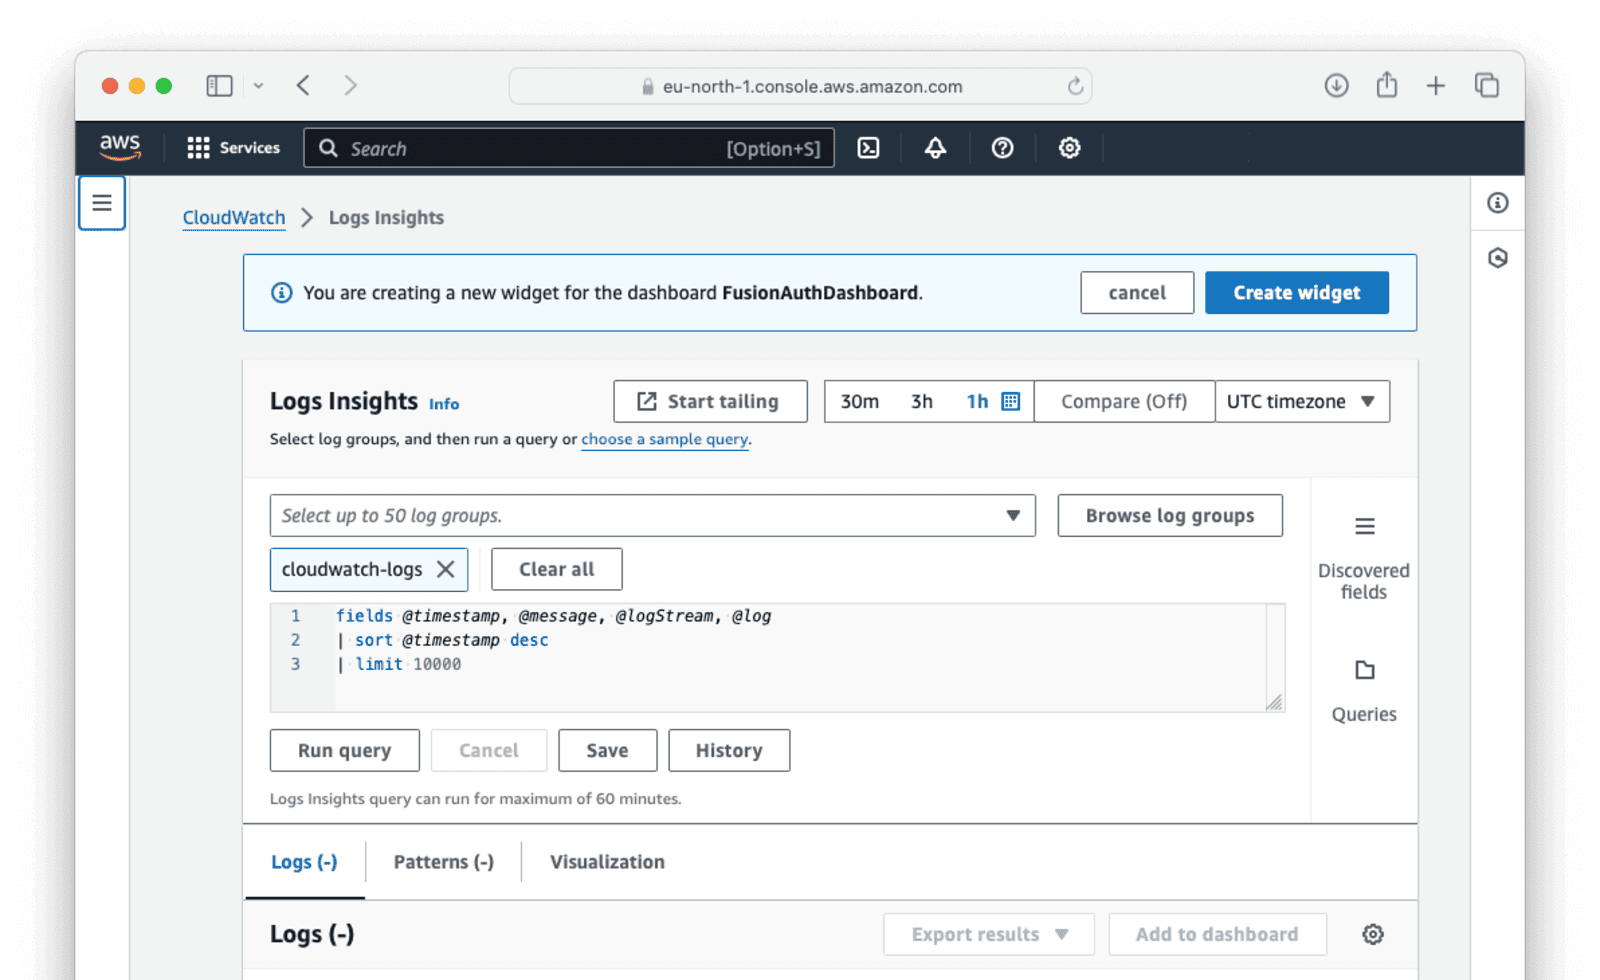 eu-north-1.console.aws.amazon.com
aws Services Search [Option+S]
CloudWatch Logs Insights
You are creating a new widget for the dashboard FusionAuthDashboard. cancel Create widget
Logs Insights Info Start tailing 30m 3h 1h Compare (Off) UTC timezone
Select log groups, and then run a query or choose a sample query.
Select up to 50 log groups. Browse log groups
cloudwatch-logs Clear all
1 fields @timestamp, @message, @logStream, @log
2 | sort @timestamp desc
3 | limit 10000
Discovered
fields
Queries
Run query Cancel Save History
Logs Insights query can run for maximum of 60 minutes.
Logs (-) Patterns (-) Visualization
Logs (-) Export results Add to dashboard